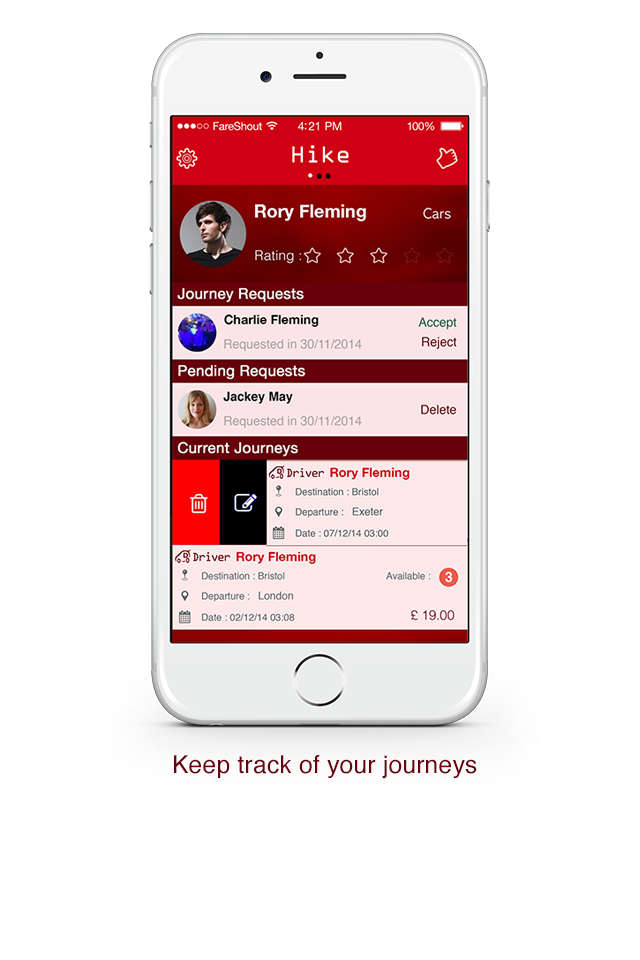 FareShout 4:21 PM 100%
Hike
Rory Fleming
Cars
Rating :
Journey Requests
Charlie Fleming
Accept
Requested in 30/11/2014
Reject
Pending Requests
Jackey May
Delete
Requested in 30/11/2014
Current Journeys
Driver Rory Fleming
Destination : Bristol
Departure : Exeter
Date : 07/12/14 03:00
Driver Rory Fleming
Destination : Bristol Available : 3
Departure : London
Date : 02/12/14 03:08 £ 19.00
Keep track of your journeys